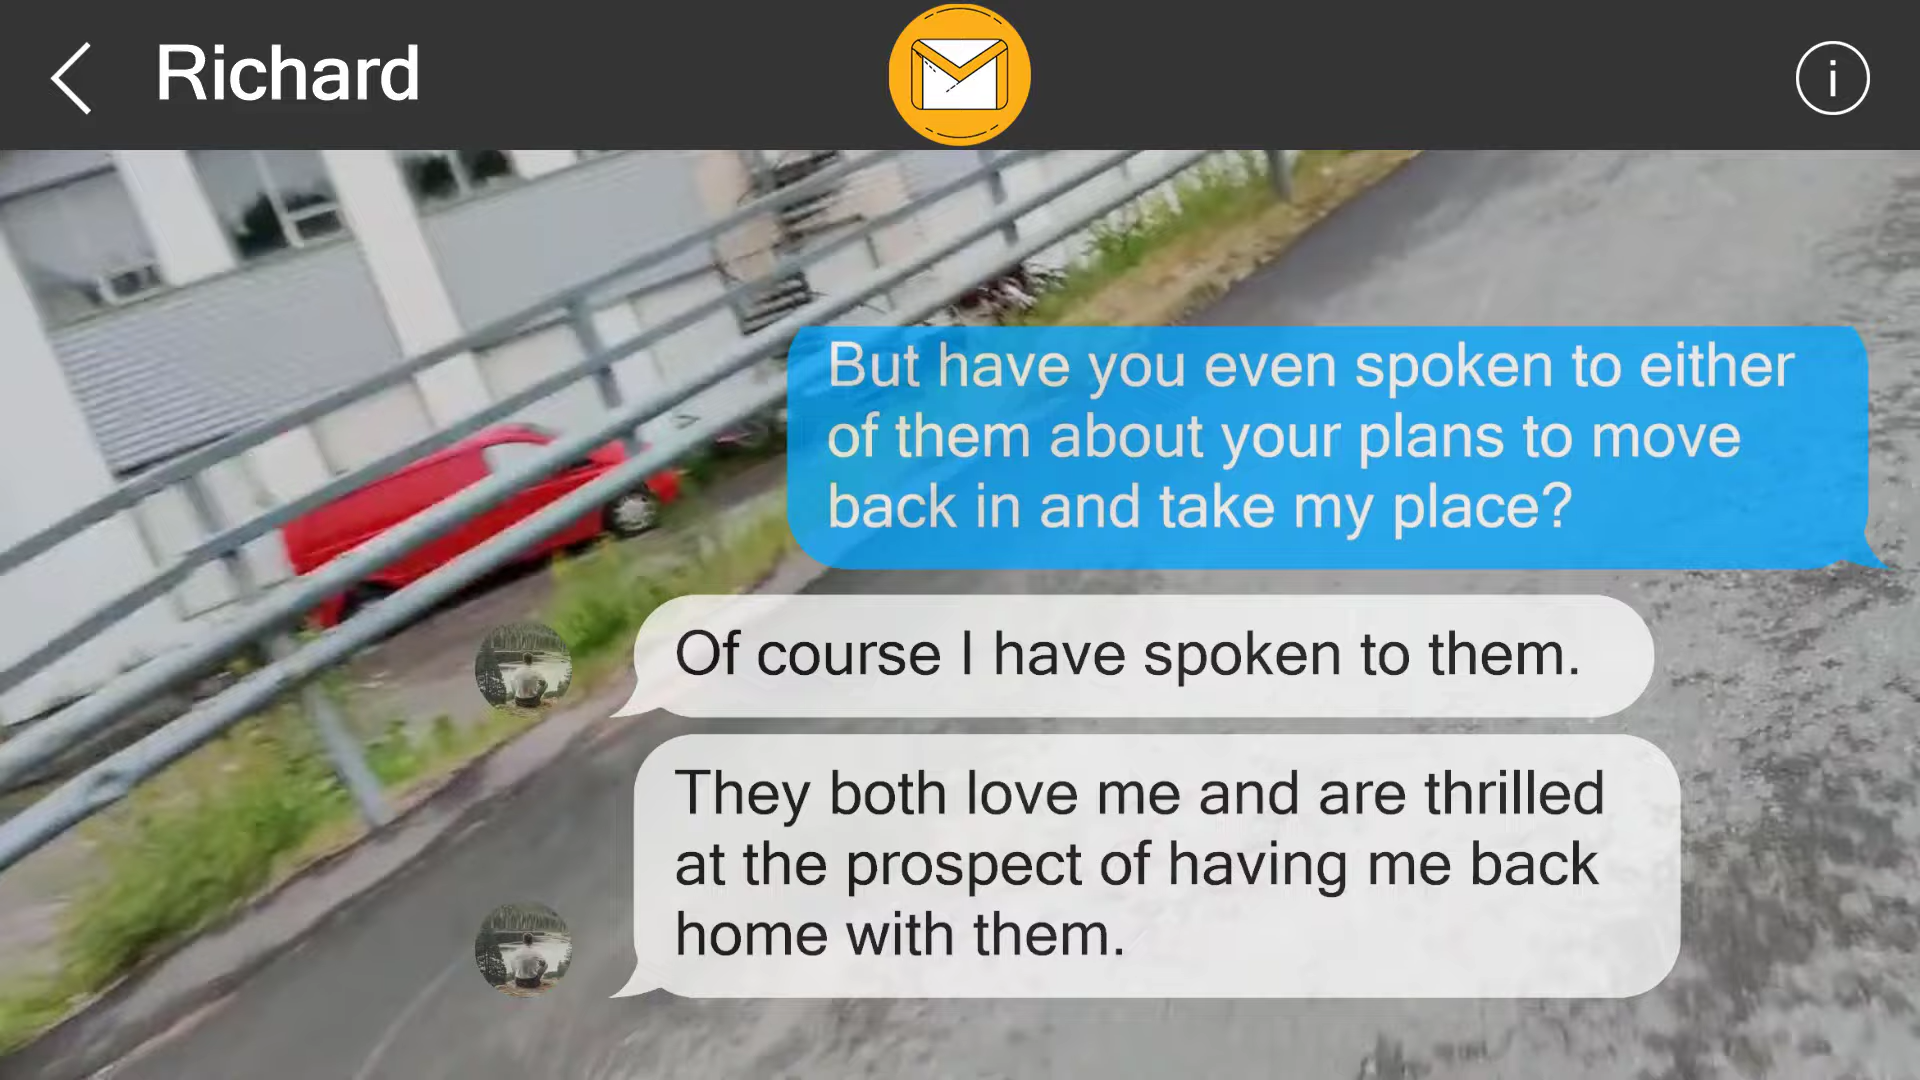 Richard
i
But have you even spoken to either
of them about your plans to move
back in and take my place?
Of course I have spoken to them.
They both love me and are thrilled
at the prospect of having me back
home with them.